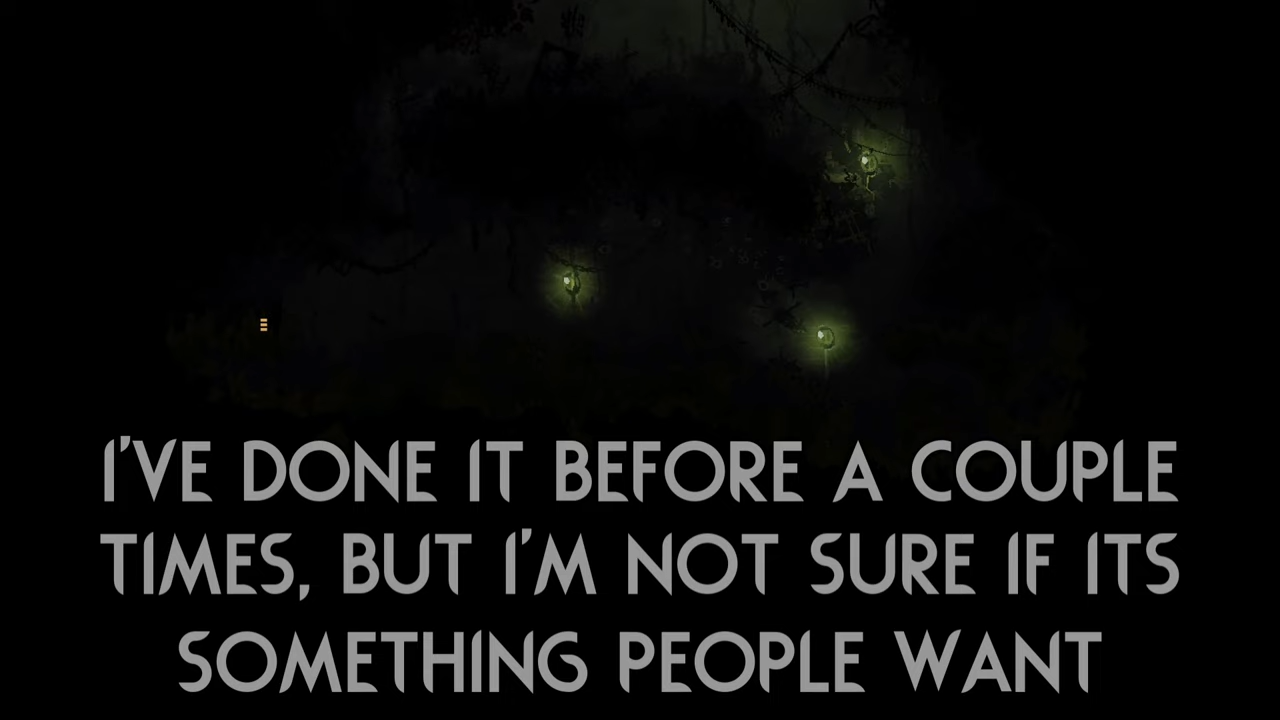 I'VE DONE IT BEFORE A COUPLE
TIMES, BUT I'M NOT SURE IF ITS
SOMETHING PEOPLE WANT